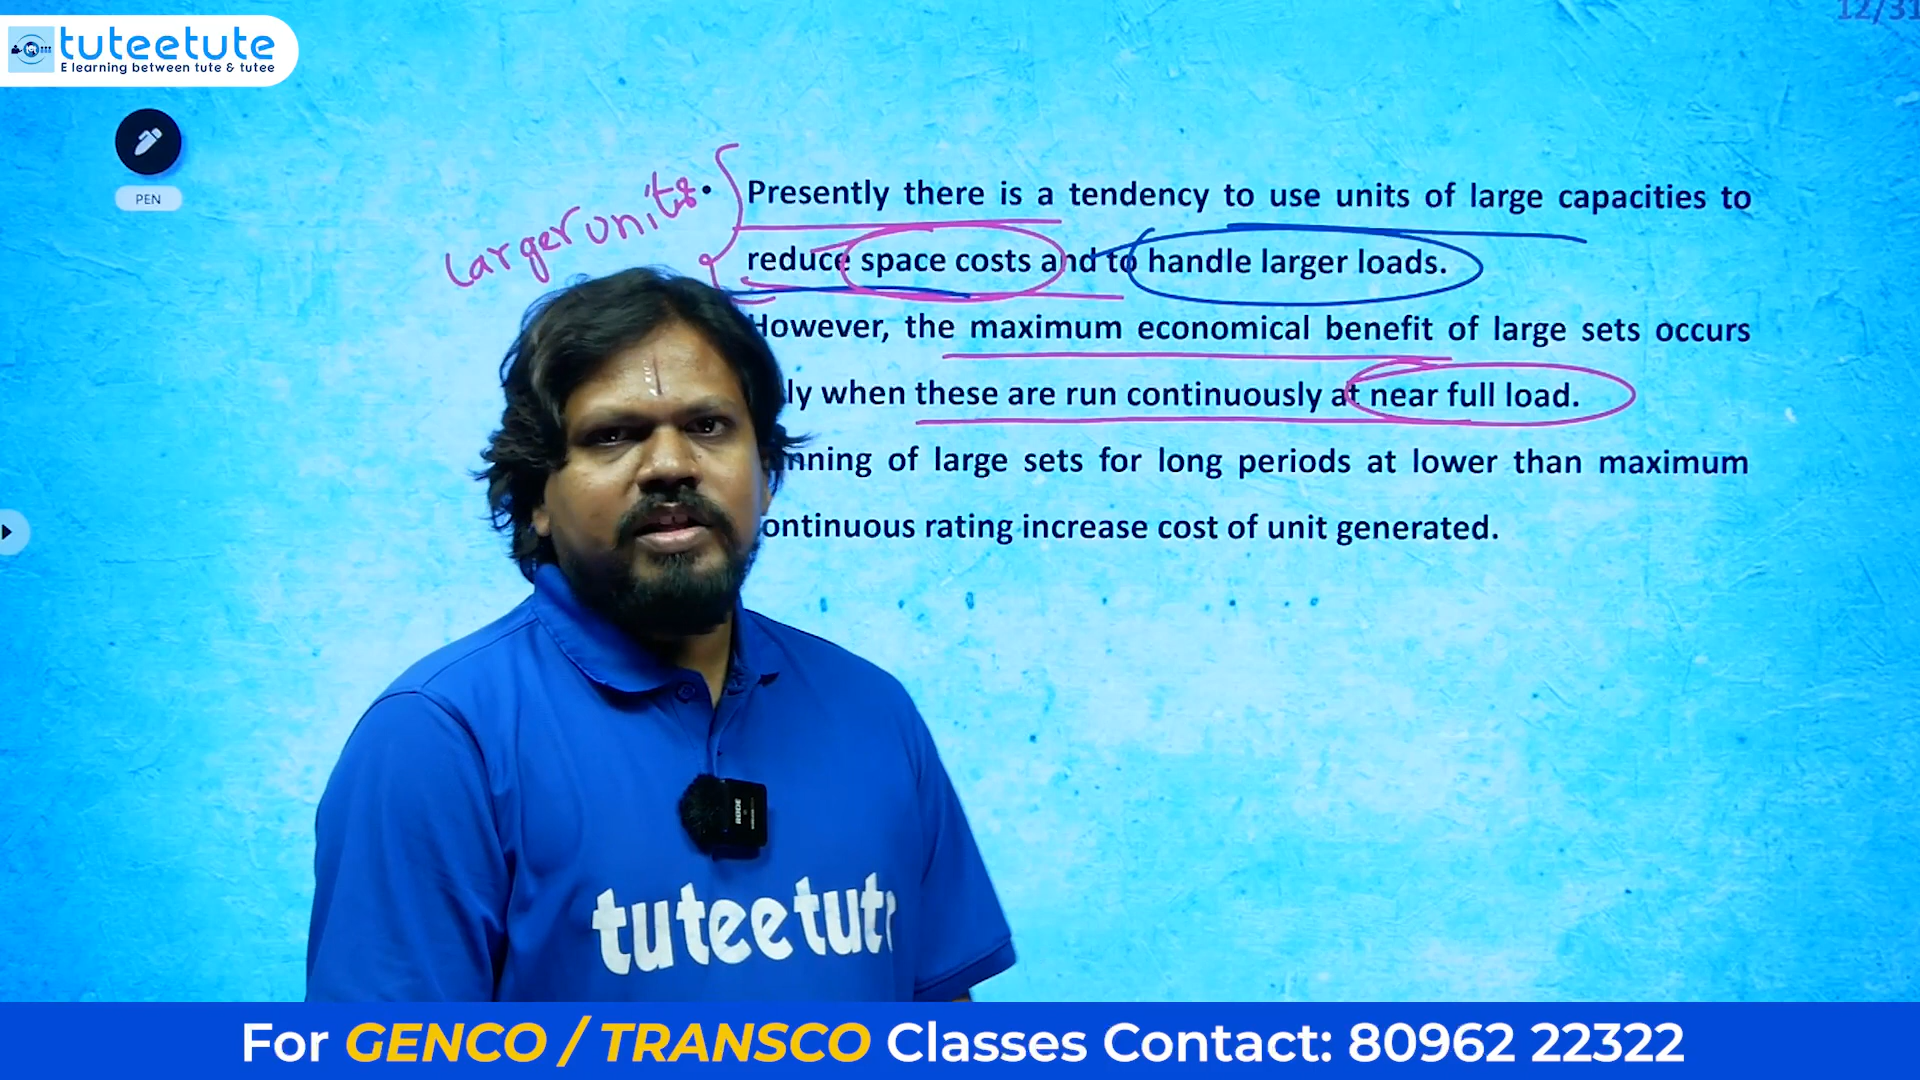 12/31
tuteetute
E learning between tute & tutee
PEN
larger units
• Presently there is a tendency to use units of large capacities to
reduce space costs and to handle larger loads.
However, the maximum economical benefit of large sets occurs
ly when these are run continuously at near full load.
nning of large sets for long periods at lower than maximum
ontinuous rating increase cost of unit generated.
RODE
tuteetut
For GENCO / TRANSCO Classes Contact: 80962 22322